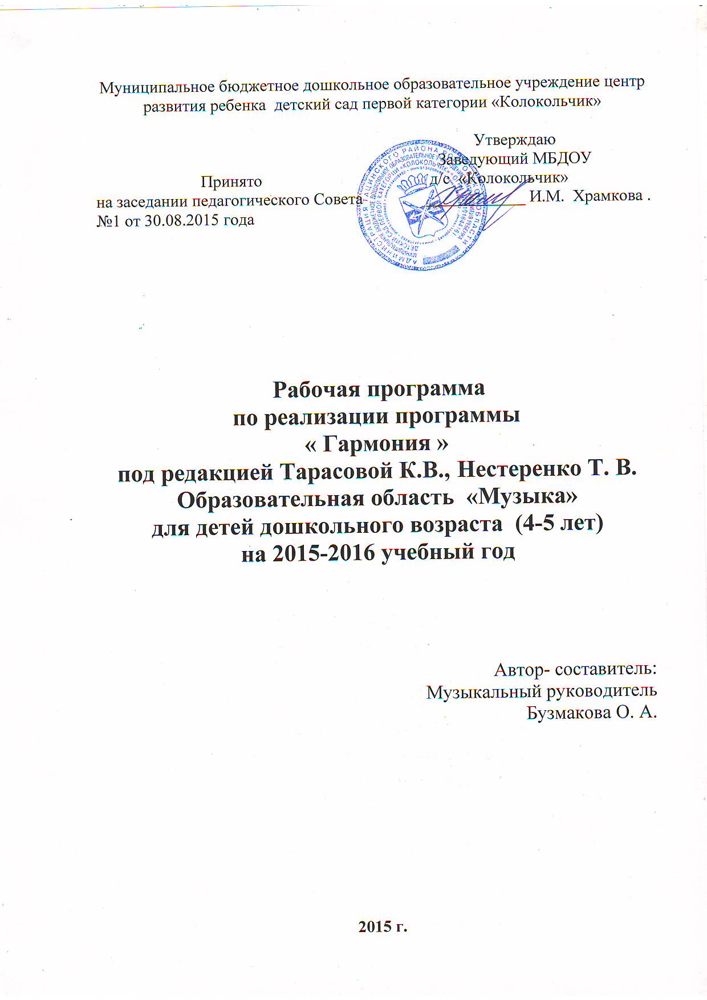 Муниципальное бюджетное дошкольное образовательное учреждение центр
развития ребенка детский сад первой категории «Колокольчик»
Утверждаю
Заведующий МБДОУ
д/с «Колокольчик»
И.М. Храмкова .
Принято
на заседании педагогического Совета
№1 от 30.08.2015 года
Рабочая программа
по реализации программы
« Гармония »
под редакцией Тарасовой К.В., Нестеренко Т. В.
Образовательная область «Музыка»
для детей дошкольного возраста (4-5 лет)
на 2015-2016 учебный год
Автор- составитель:
Музыкальный руководитель
Бузмакова О. А.
2015 г.